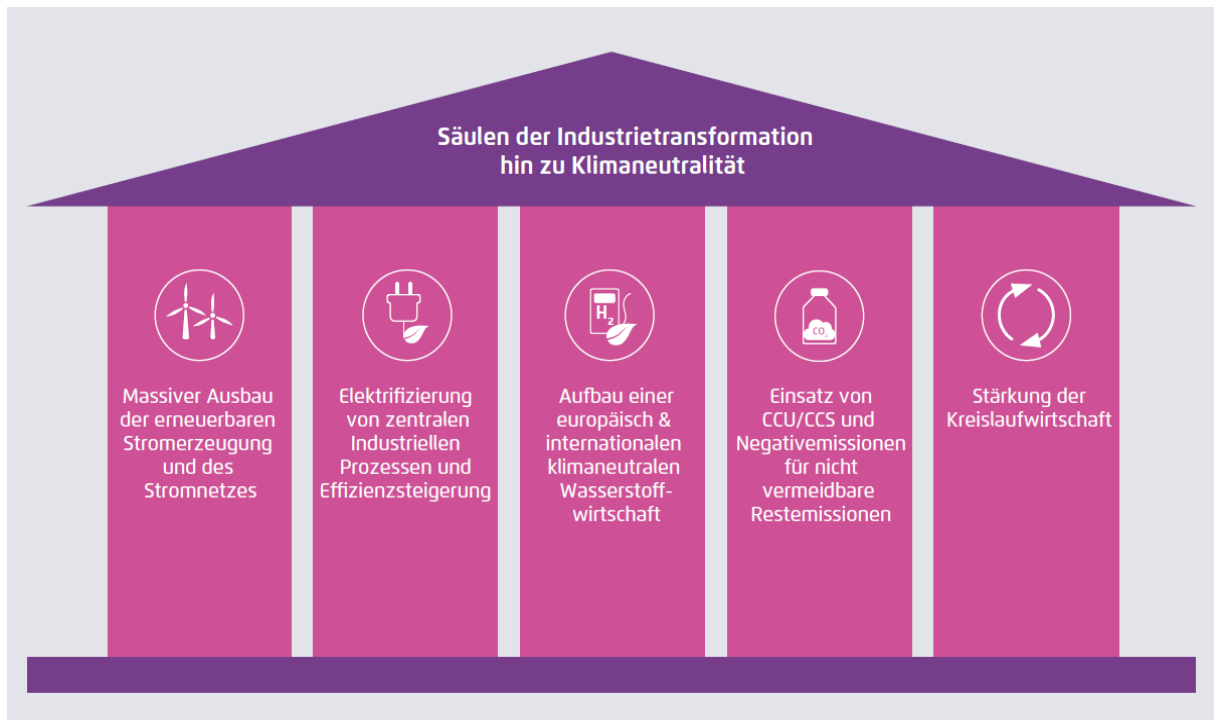 Säulen der Industrietransformation
hin zu Klimaneutralität
Massiver Ausbau
der erneuerbaren
Stromerzeugung
und des
Stromnetzes
Elektrifizierung
von zentralen
Industriellen
Prozessen und
Effizienzsteigerung
H2
Aufbau einer
europäisch &
internationalen
klimaneutralen
Wasserstoff-
wirtschaft
CO2
Einsatz von
CCU/CCS und
Negativemissionen
für nicht
vermeidbare
Restemissionen
Stärkung der
Kreislaufwirtschaft